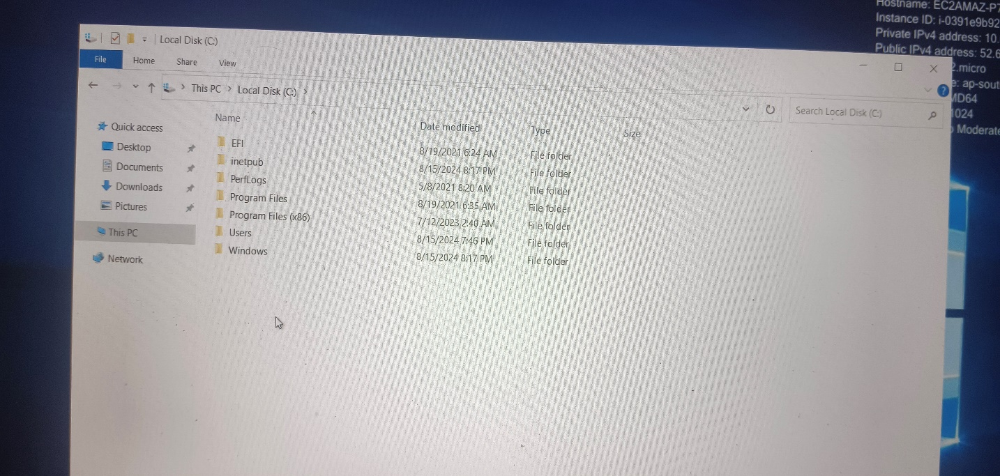 Hostname: EC2AMAZ-P7
Instance ID: i-0391e9b92
Private IPv4 address: 10.
Public IPv4 address: 52.6
2.micro
e: ap-sout
MD64
1024
Moderate
Local Disk (C:)
File Home Share View
This PC > Local Disk (C:) >
Search Local Disk (C:)
Quick access
Desktop
Documents
Downloads
Pictures
This PC
Network
Name Date modified Type Size
EFI 8/19/2021 6:24 AM File folder
inetpub 8/15/2024 8:17 PM File folder
PerfLogs 5/8/2021 8:20 AM File folder
Program Files 8/19/2021 6:35 AM File folder
Program Files (x86) 7/12/2023 2:40 AM File folder
Users 8/15/2024 7:46 PM File folder
Windows 8/15/2024 8:17 PM File folder